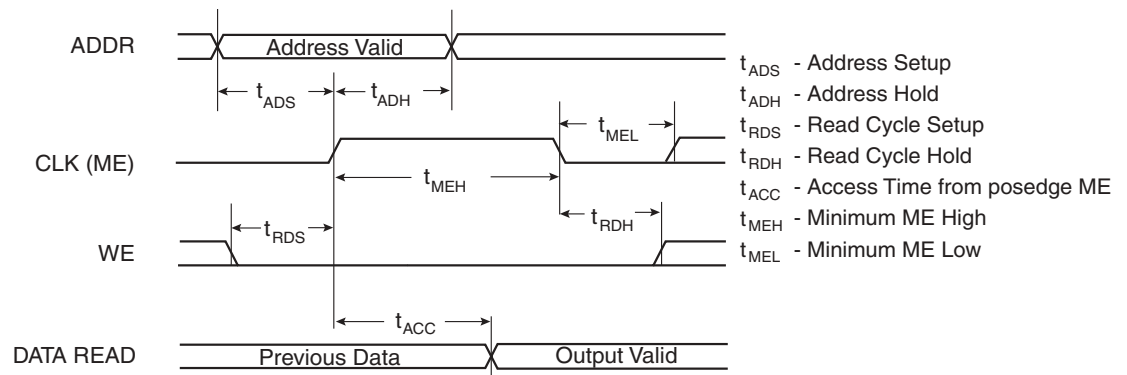 ADDR
Address Valid
tADS
tADH
CLK (ME)
tMEL
tMEH
WE
tRDS
tRDH
tACC
DATA READ
Previous Data
Output Valid
tADS - Address Setup
tADH - Address Hold
tRDS - Read Cycle Setup
tRDH - Read Cycle Hold
tACC - Access Time from posedge ME
tMEH - Minimum ME High
tMEL - Minimum ME Low